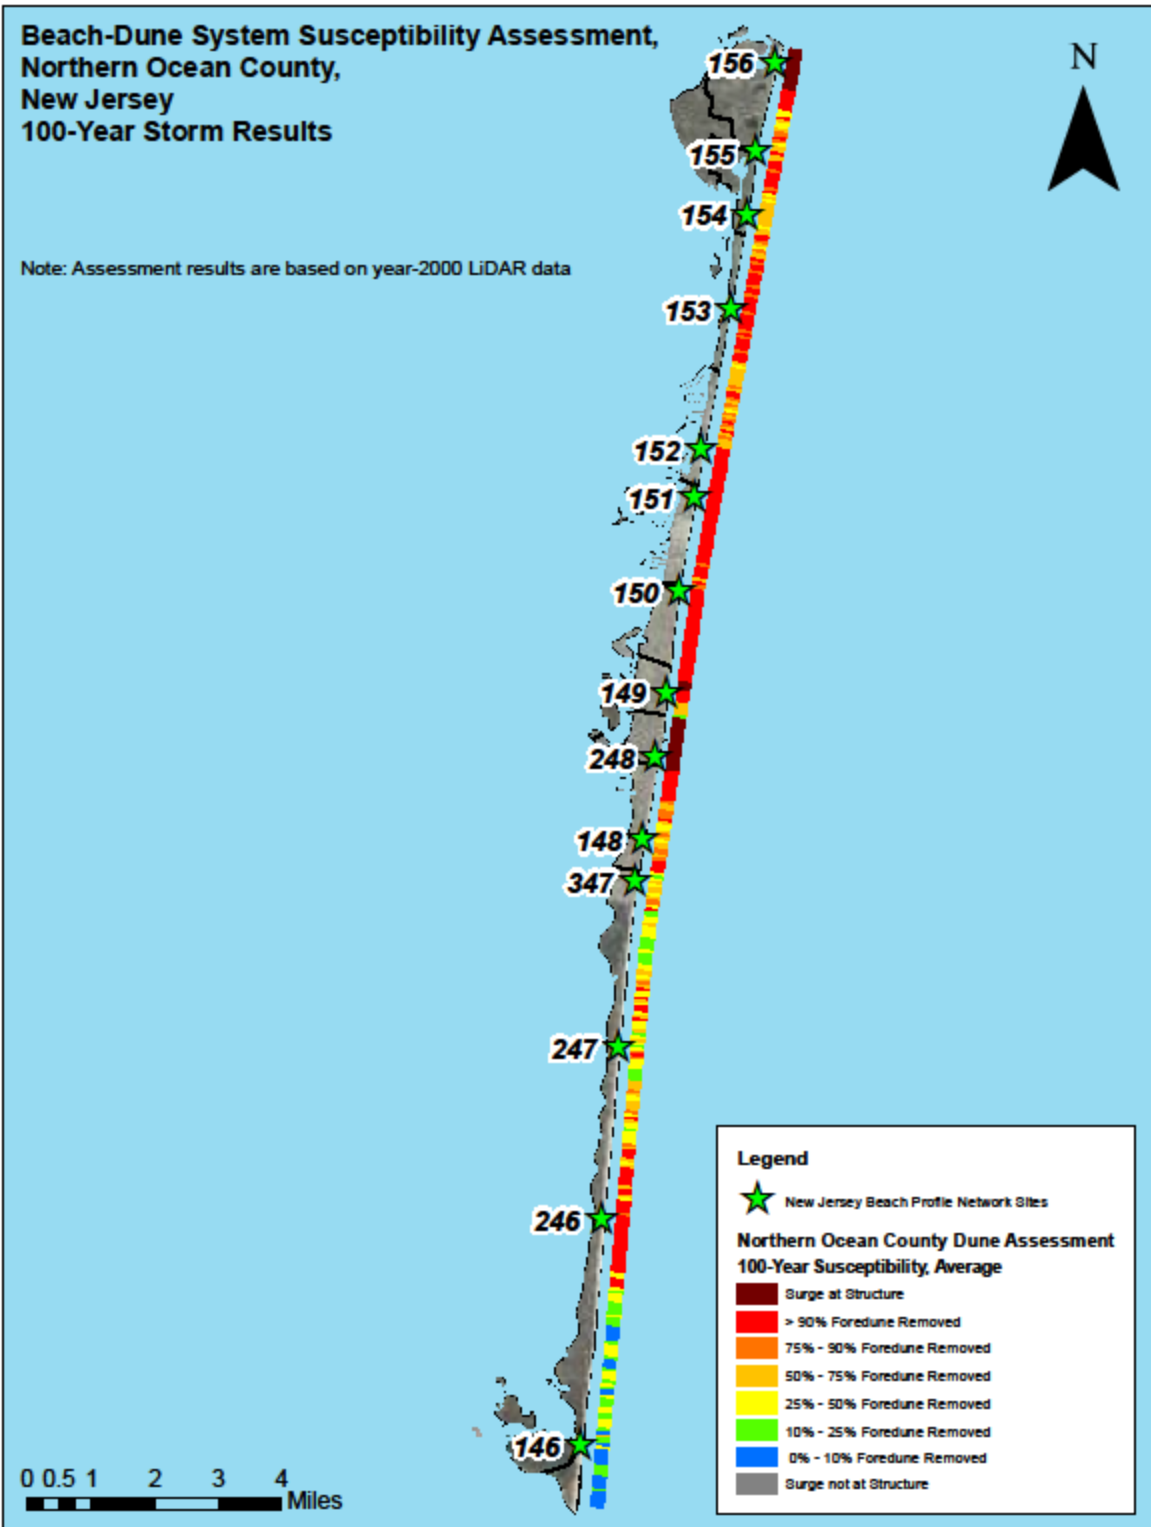 Beach-Dune System Susceptibility Assessment,
Northern Ocean County,
New Jersey
100-Year Storm Results
N
Note: Assessment results are based on year-2000 LiDAR data
156
155
154
153
152
151
150
149
248
148
347
247
246
146
Legend
New Jersey Beach Profile Network Sites
Northern Ocean County Dune Assessment
100-Year Susceptibility, Average
Surge at Structure
> 90% Foredune Removed
75% - 90% Foredune Removed
50% - 75% Foredune Removed
25% - 50% Foredune Removed
10% - 25% Foredune Removed
0% - 10% Foredune Removed
Surge not at Structure
0 0.5 1 2 3 4
Miles